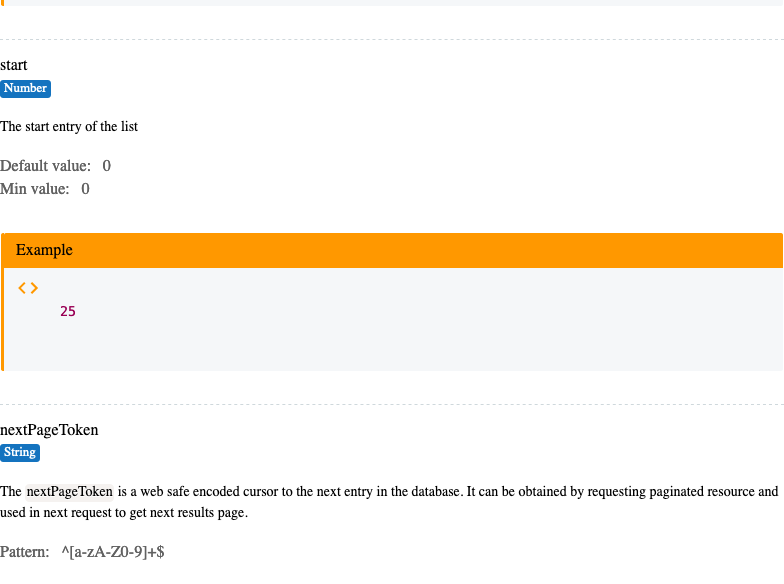 start
Number
The start entry of the list
Default value: 0
Min value: 0
Example
<>
25
nextPageToken
String
The nextPageToken is a web safe encoded cursor to the next entry in the database. It can be obtained by requesting paginated resource and
used in next request to get next results page.
Pattern: ^[a-zA-Z0-9]+$